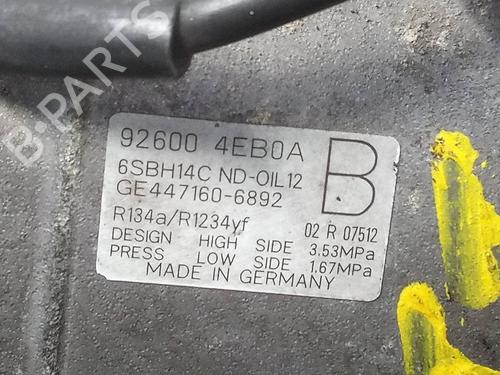 B-PARTS
92600 4EB0A
B
6SBH14C ND-OIL12
GE447160-6892
R134a/R1234yf 02 R 07512
DESIGN HIGH SIDE 3.53MPa
PRESS LOW SIDE 1.67MPa
MADE IN GERMANY